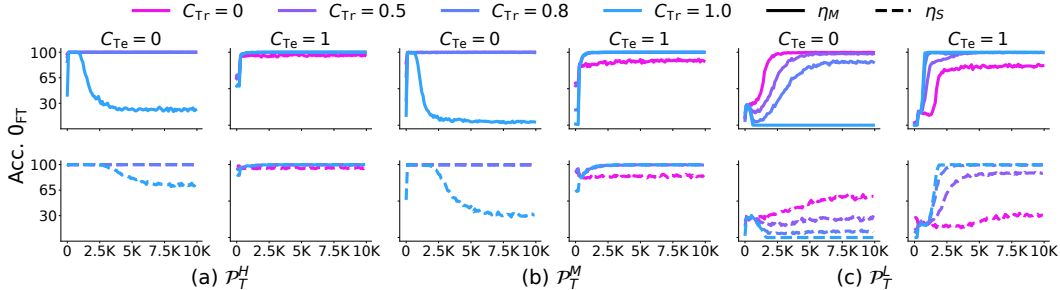 C_Tr = 0 C_Tr = 0.5 C_Tr = 0.8 C_Tr = 1.0 η_M η_S
C_Te = 0 C_Te = 1 C_Te = 0 C_Te = 1 C_Te = 0 C_Te = 1
100
65
30
100
65
30
Acc. 0_FT
0 2.5K 5K 7.5K 10K 0 2.5K 5K 7.5K 10K 0 2.5K 5K 7.5K 10K 0 2.5K 5K 7.5K 10K 0 2.5K 5K 7.5K 10K 0 2.5K 5K 7.5K 10K
(a) 𝒫_T^H (b) 𝒫_T^M (c) 𝒫_T^L